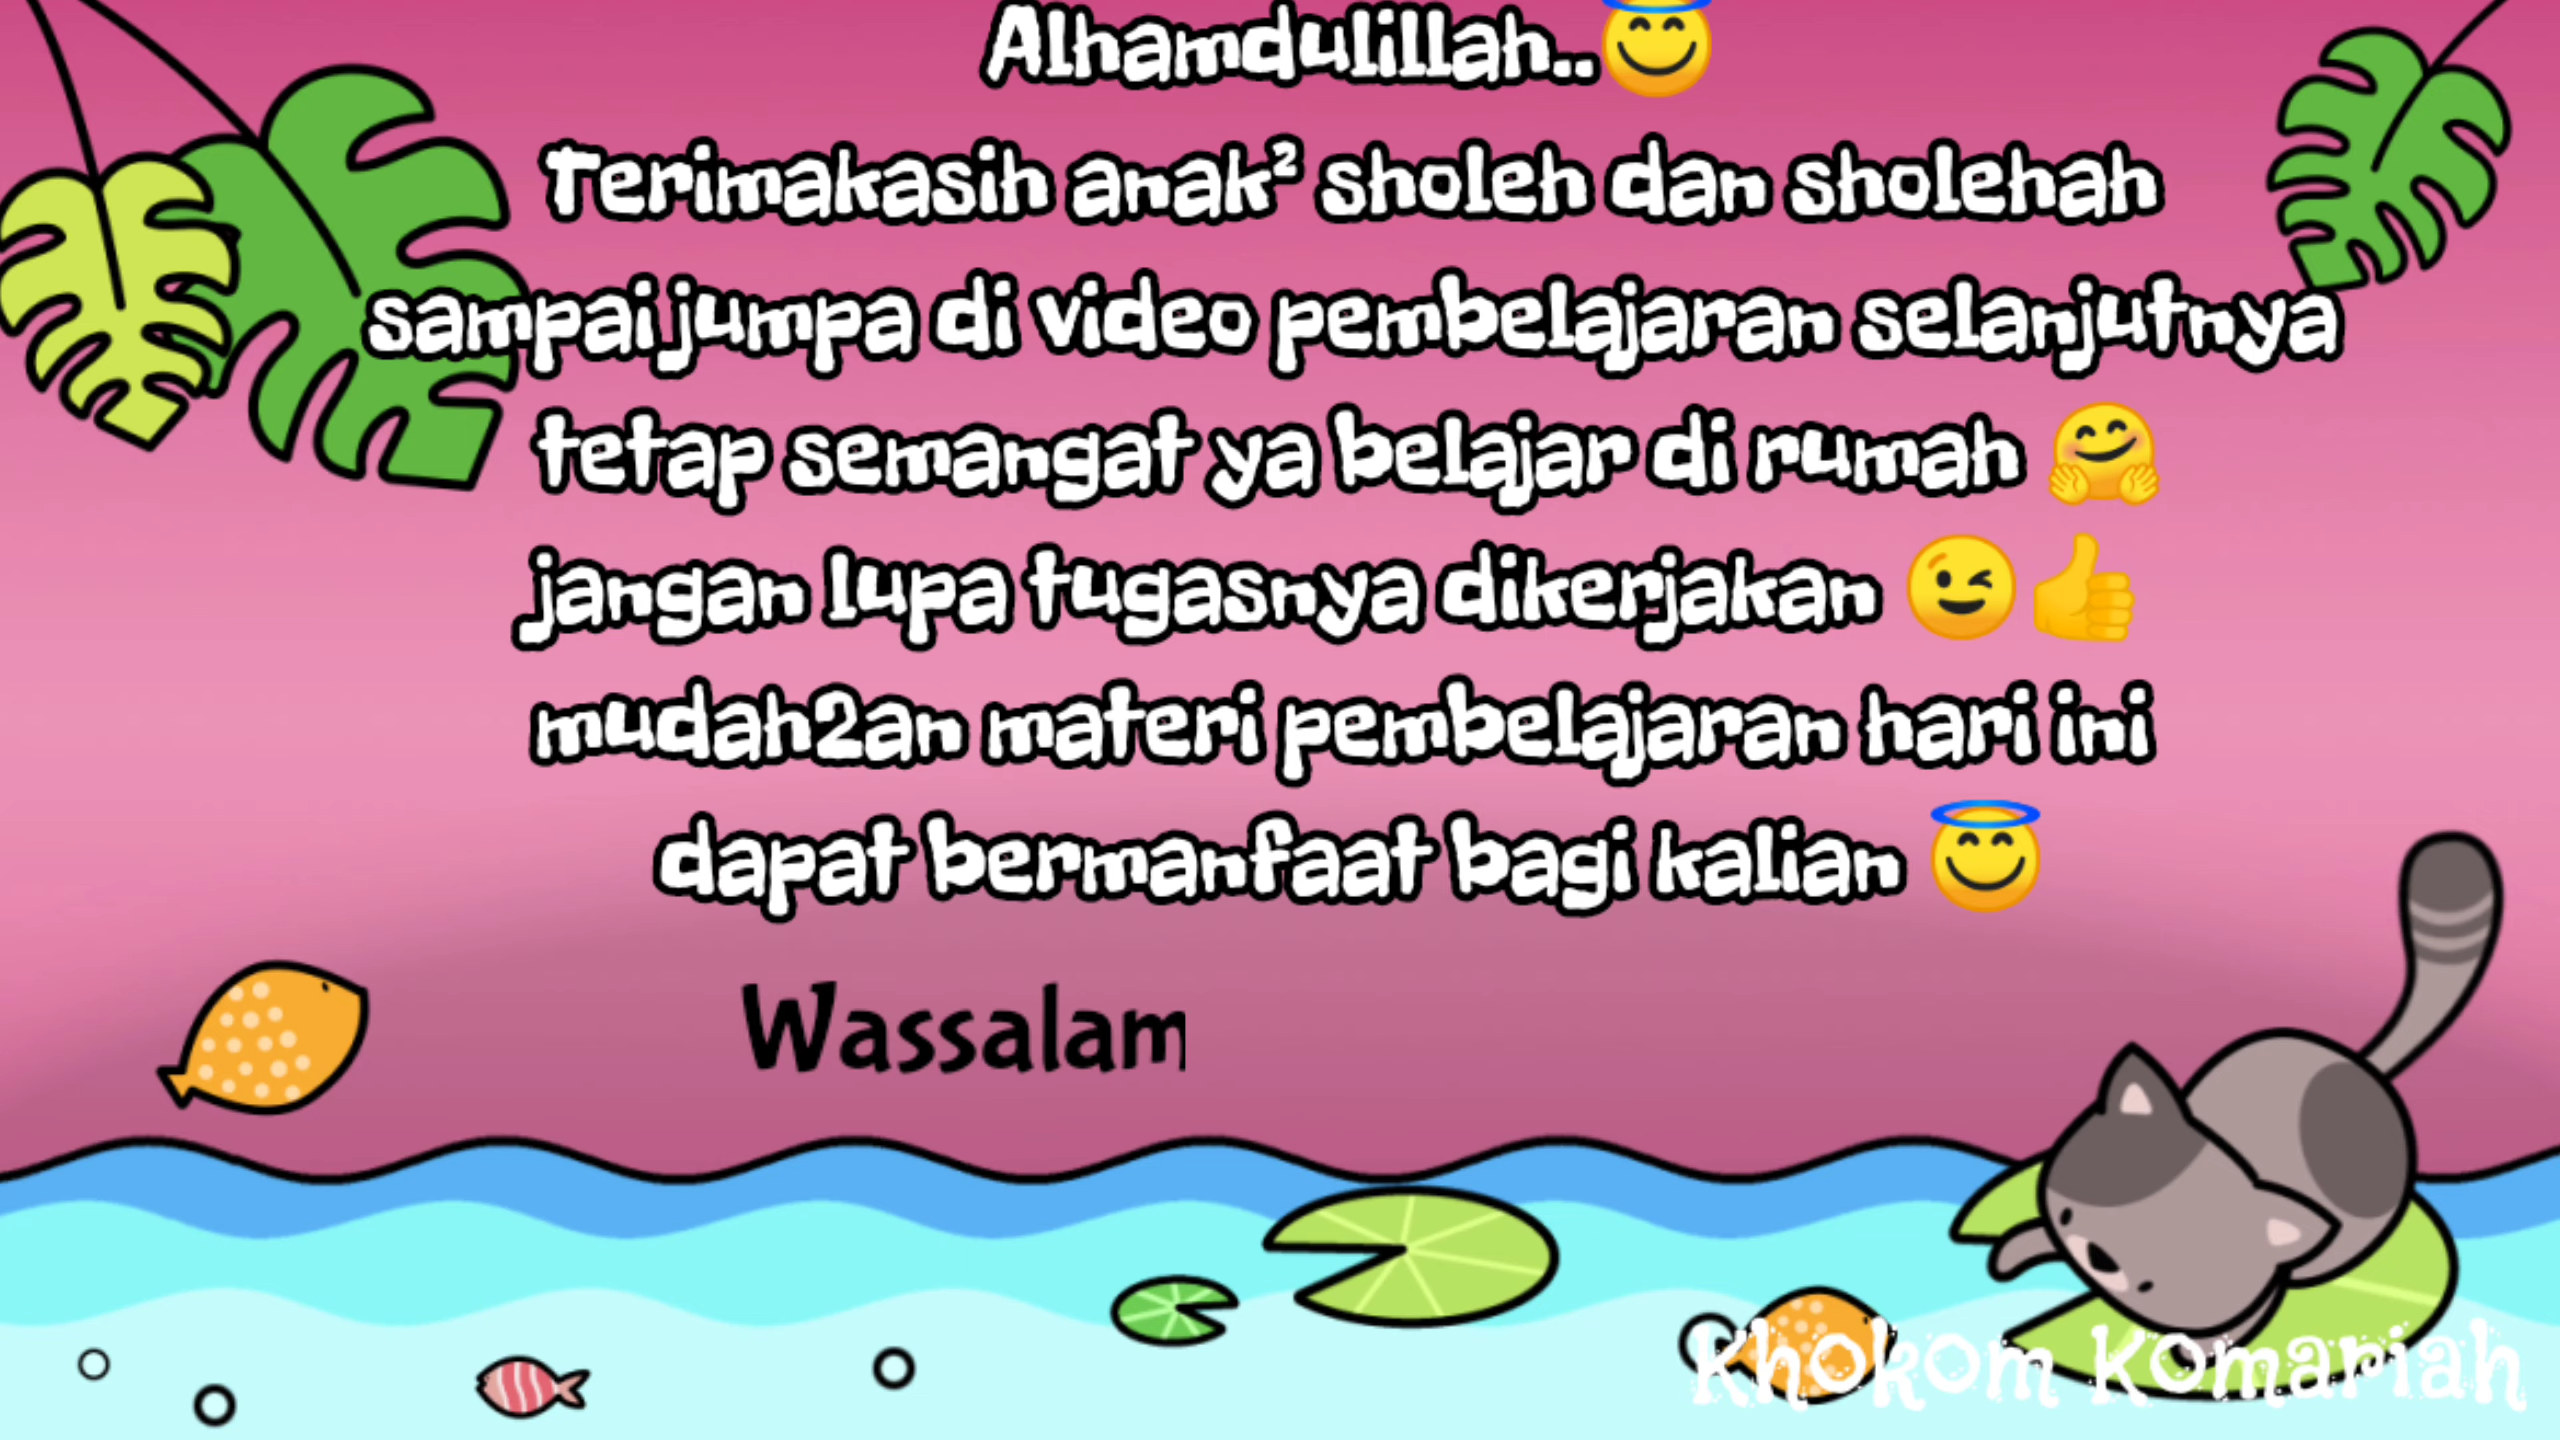 Alhamdulillah..😇
Terimakasih anak² sholeh dan sholehah
sampai jumpa di video pembelajaran selanjutnya
tetap semangat ya belajar di rumah 🤗
jangan lupa tugasnya dikerjakan 😉👍
mudah2an materi pembelajaran hari ini
dapat bermanfaat bagi kalian 😇
Wassalam
Khokom Komariah